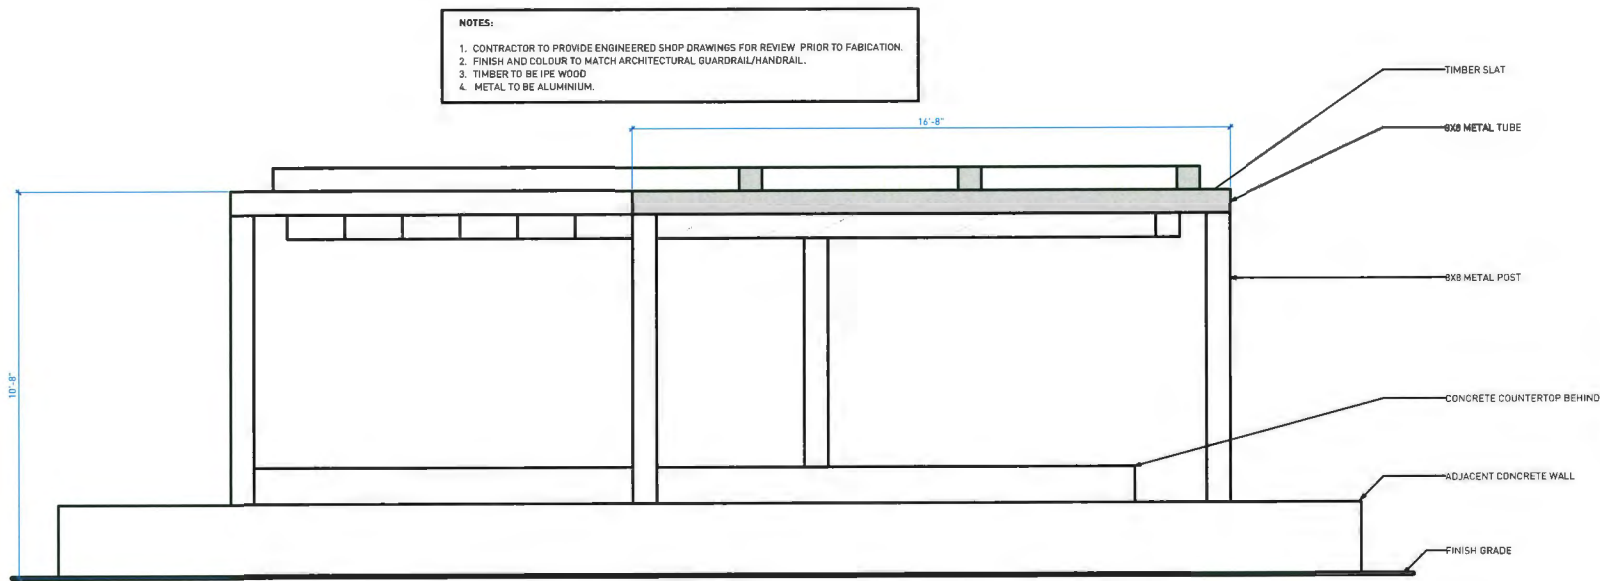 NOTES:
1. CONTRACTOR TO PROVIDE ENGINEERED SHOP DRAWINGS FOR REVIEW PRIOR TO FABICATION.
2. FINISH AND COLOUR TO MATCH ARCHITECTURAL GUARDRAIL/HANDRAIL.
3. TIMBER TO BE IPE WOOD
4. METAL TO BE ALUMINIUM.
TIMBER SLAT
16'-8"
8X8 METAL TUBE
8X8 METAL POST
10'-8"
CONCRETE COUNTERTOP BEHIND
ADJACENT CONCRETE WALL
FINISH GRADE